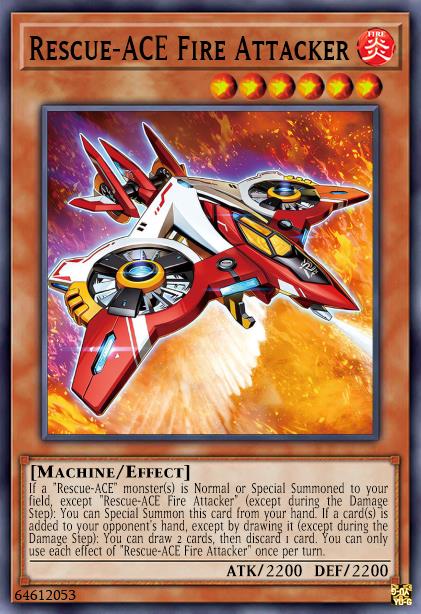 Rescue-ACE Fire Attacker
FIRE
炎
[Machine/Effect]
If a "Rescue-ACE" monster(s) is Normal or Special Summoned to your
field, except "Rescue-ACE Fire Attacker" (except during the Damage
Step): You can Special Summon this card from your hand. If a card(s) is
added to your opponent's hand, except by drawing it (except during the
Damage Step): You can draw 2 cards, then discard 1 card. You can only
use each effect of "Rescue-ACE Fire Attacker" once per turn.
ATK/2200 DEF/2200
64612053